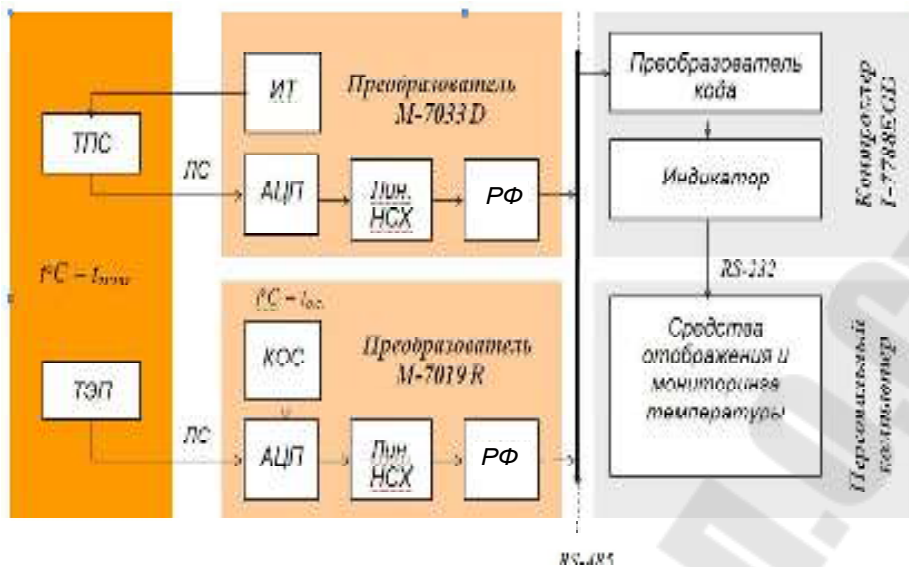 ТПС
ТЭП
ЛС
ЛС
ИТ
Преобразователь
М-7033 D
АЦП
Лин.
НСХ
РФ
КОС
Преобразователь
М-7019 R
АЦП
Лин.
НСХ
РФ
RS-485
Преобразователь
кода
Индикатор
Контроллер
RS-232
Средства
отображения и
мониторинга
температуры
Персональный
компьютер